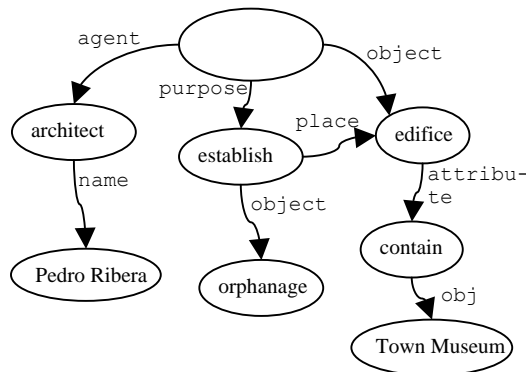 agent
object
purpose
architect
place
edifice
establish
name
attribu-
te
object
contain
Pedro Ribera
orphanage
obj
Town Museum